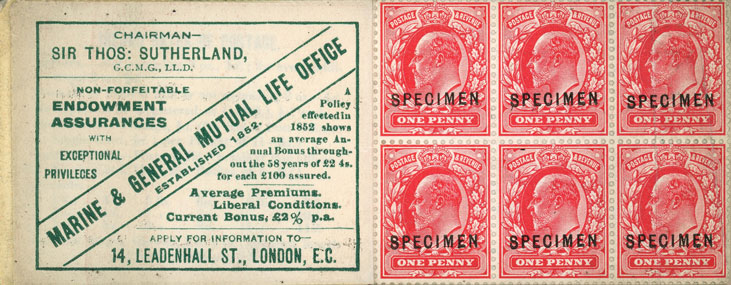 CHAIRMAN—
SIR THOS: SUTHERLAND,
G.C.M.G., LL.D.
NON-FORFEITABLE
ENDOWMENT
ASSURANCES
WITH
EXCEPTIONAL
PRIVILEGES
MARINE & GENERAL MUTUAL LIFE OFFICE
ESTABLISHED 1852.
A
Policy
effected in
1852 shows
an average An-
nual Bonus through-
out the 58 years of £2 4s.
for each £100 assured.
Average Premiums.
Liberal Conditions.
Current Bonus, £2% p.a.
APPLY FOR INFORMATION TO—
14, LEADENHALL ST., LONDON, E.C.
POSTAGE & REVENUE
SPECIMEN
ONE PENNY
POSTAGE & REVENUE
SPECIMEN
ONE PENNY
POSTAGE & REVENUE
SPECIMEN
ONE PENNY
POSTAGE & REVENUE
SPECIMEN
ONE PENNY
POSTAGE & REVENUE
SPECIMEN
ONE PENNY
POSTAGE & REVENUE
SPECIMEN
ONE PENNY